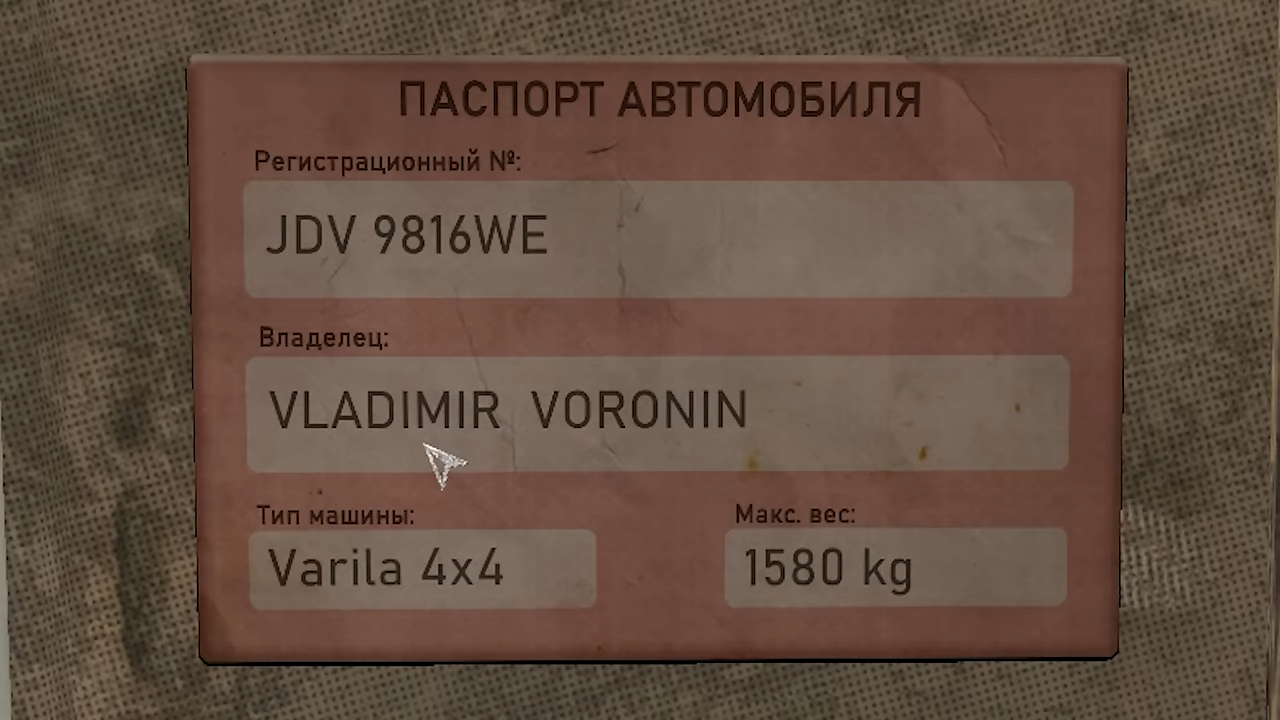 ПАСПОРТ АВТОМОБИЛЯ
Регистрационный №:
JDV 9816WE
Владелец:
VLADIMIR VORONIN
Тип машины:
Varila 4x4
Макс. вес:
1580 kg